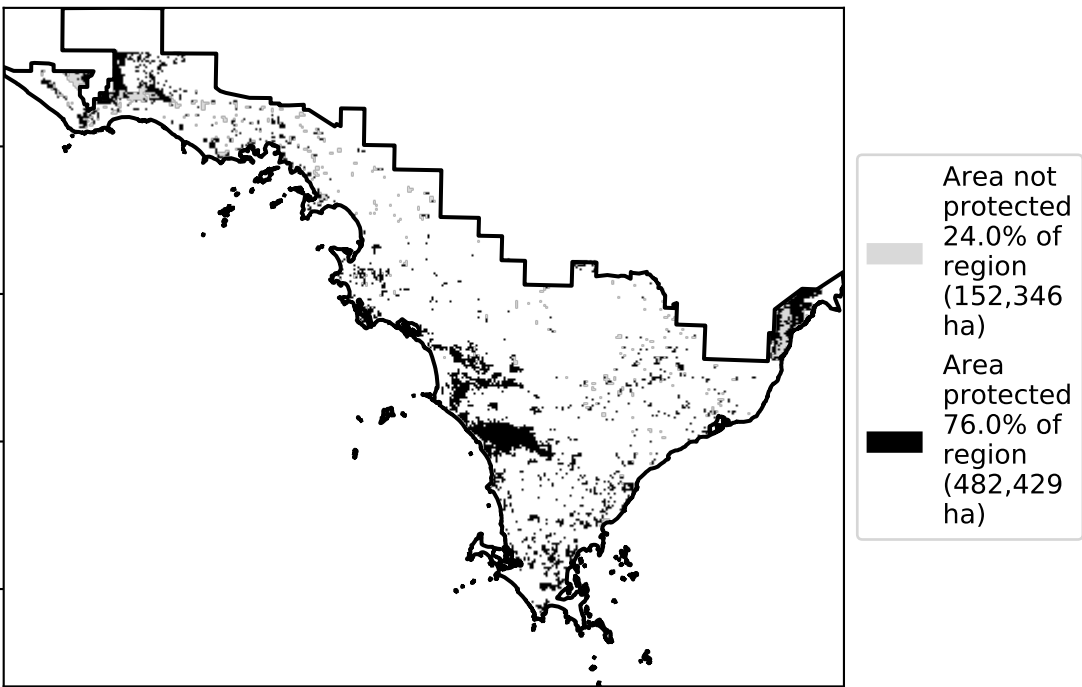 Area not
protected
24.0% of
region
(152,346
ha)
Area
protected
76.0% of
region
(482,429
ha)